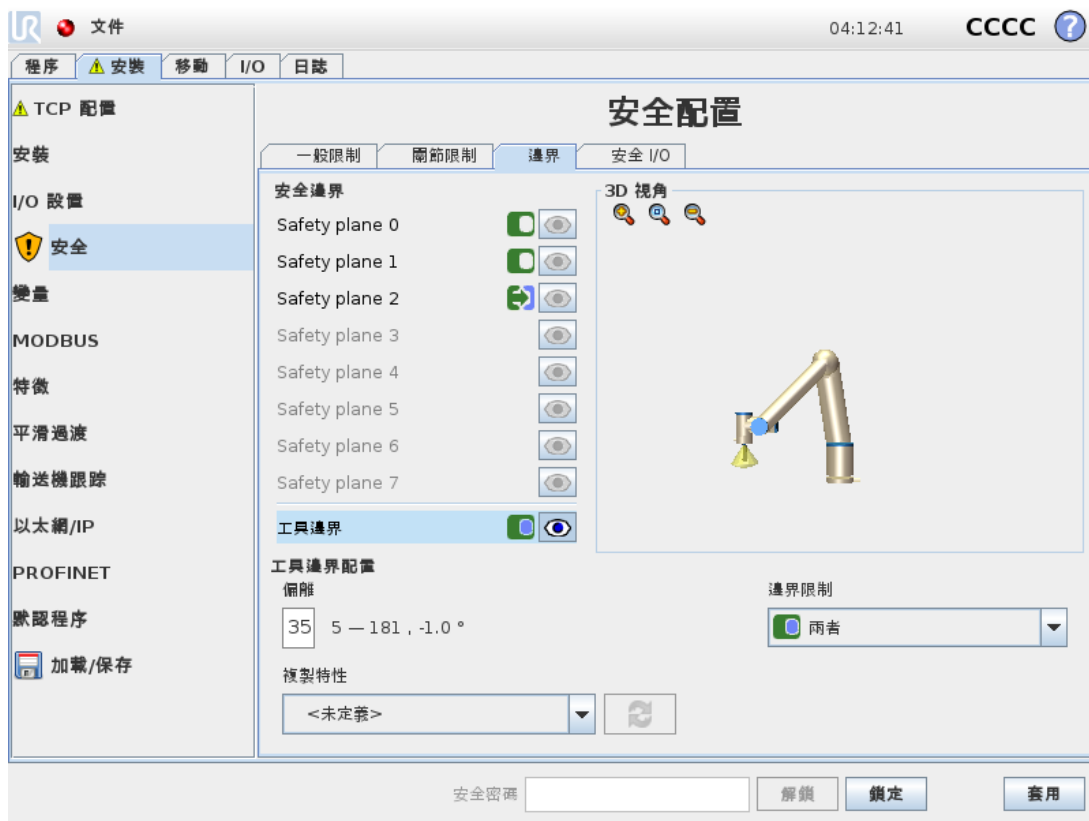 UR 文件 04:12:41 CCCC ?
程序 安裝 移動 I/O 日誌
TCP 配置
安裝
I/O 設置
安全
變量
MODBUS
特徵
平滑過渡
輸送機跟踪
以太網/IP
PROFINET
默認程序
加載/保存
安全配置
一般限制 關節限制 邊界 安全 I/O
安全邊界
Safety plane 0
Safety plane 1
Safety plane 2
Safety plane 3
Safety plane 4
Safety plane 5
Safety plane 6
Safety plane 7
工具邊界
3D 視角
工具邊界配置
偏離
35 5 — 181 , -1.0 °
複製特性
<未定義>
邊界限制
兩者
安全密碼 解鎖 鎖定 套用